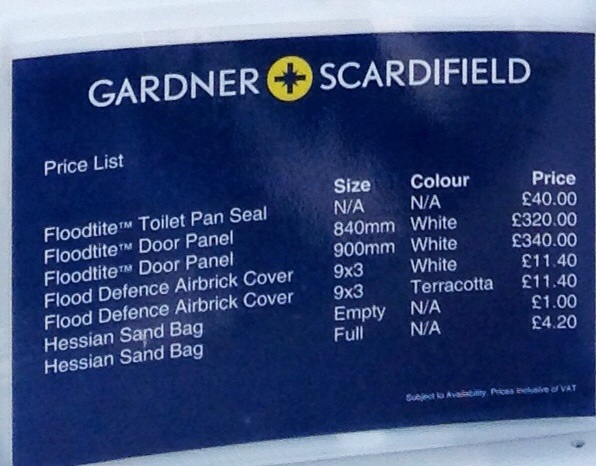 GARDNER SCARDIFIELD
Price List
Size Colour Price
Floodtite™ Toilet Pan Seal N/A N/A £40.00
Floodtite™ Door Panel 840mm White £320.00
Floodtite™ Door Panel 900mm White £340.00
Flood Defence Airbrick Cover 9x3 White £11.40
Flood Defence Airbrick Cover 9x3 Terracotta £11.40
Hessian Sand Bag Empty N/A £1.00
Hessian Sand Bag Full N/A £4.20
Subject to Availability. Prices inclusive of VAT